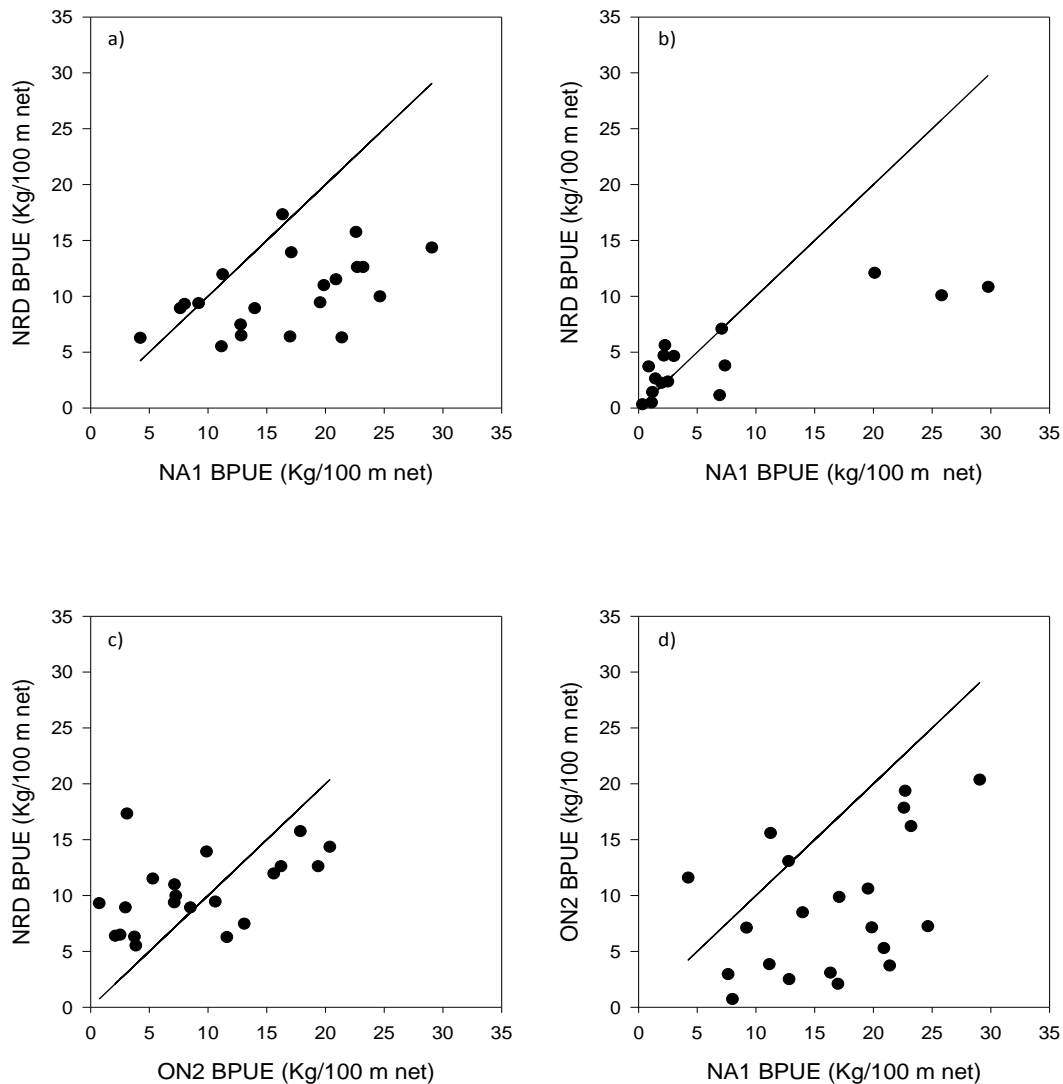 a)
NRD BPUE (Kg/100 m net)
35
30
25
20
15
10
5
0
0 5 10 15 20 25 30 35
NA1 BPUE (Kg/100 m net)
b)
NRD BPUE (kg/100 m net)
35
30
25
20
15
10
5
0
0 5 10 15 20 25 30 35
NA1 BPUE (kg/100 m  net)
c)
NRD BPUE (Kg/100 m net)
35
30
25
20
15
10
5
0
0 5 10 15 20 25 30 35
ON2 BPUE (Kg/100 m net)
d)
ON2 BPUE (kg/100 m net)
35
30
25
20
15
10
5
0
0 5 10 15 20 25 30 35
NA1 BPUE (Kg/100 m net)